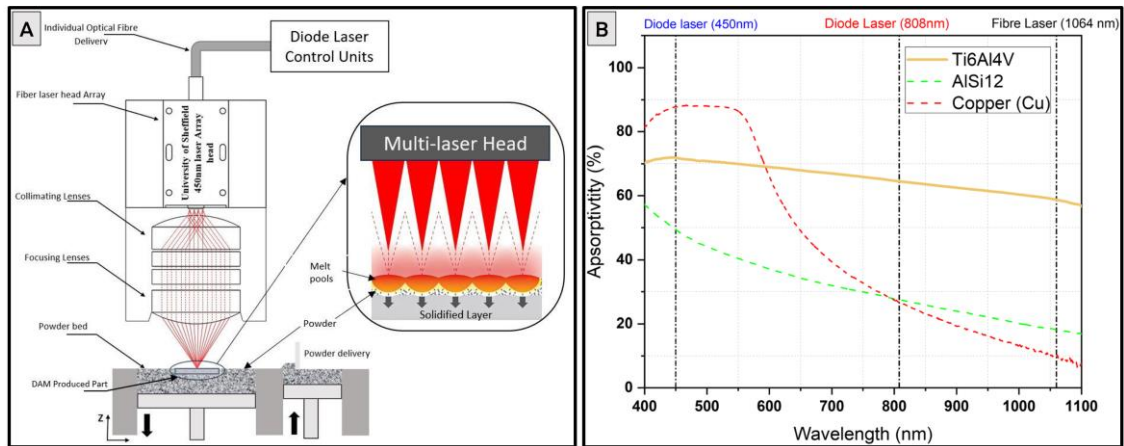 A
Individual Optical Fibre
Delivery
Diode Laser
Control Units
Fiber laser head Array
University of Sheffield
450nm laser Array
head
Collimating Lenses
Focusing Lenses
Powder bed
DAM Produced Part
Z
Multi-laser Head
Melt
pools
Solidified Layer
Powder
Powder delivery
B
Diode laser (450nm)
Diode Laser (808nm)
Fibre Laser (1064 nm)
Ti6Al4V
AlSi12
Copper (Cu)
Apsorptivtity (%)
100
80
60
40
20
0
400
500
600
700
800
900
1000
1100
Wavelength (nm)